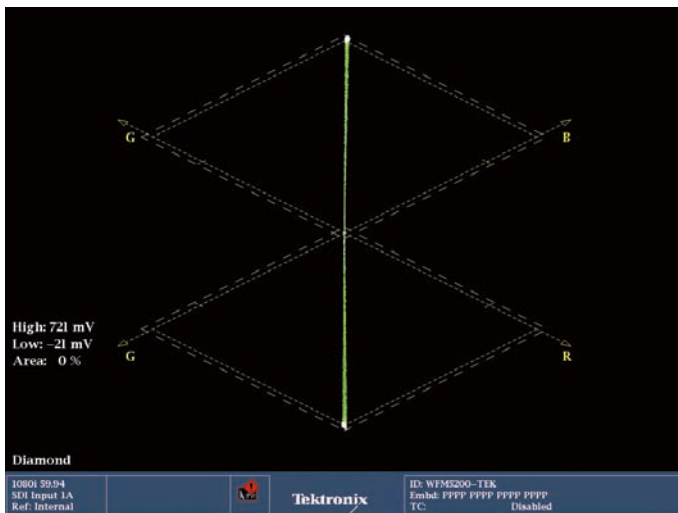 G
B
High: 721 mV
Low: -21 mV
Area: 0 %
G
R
Diamond
1080i 59.94
SDI Input 1A
Ref: Internal
Tektronix
ID: WFM5200-TEK
Embd: PPPP PPPP PPPP PPPP
TC: Disabled